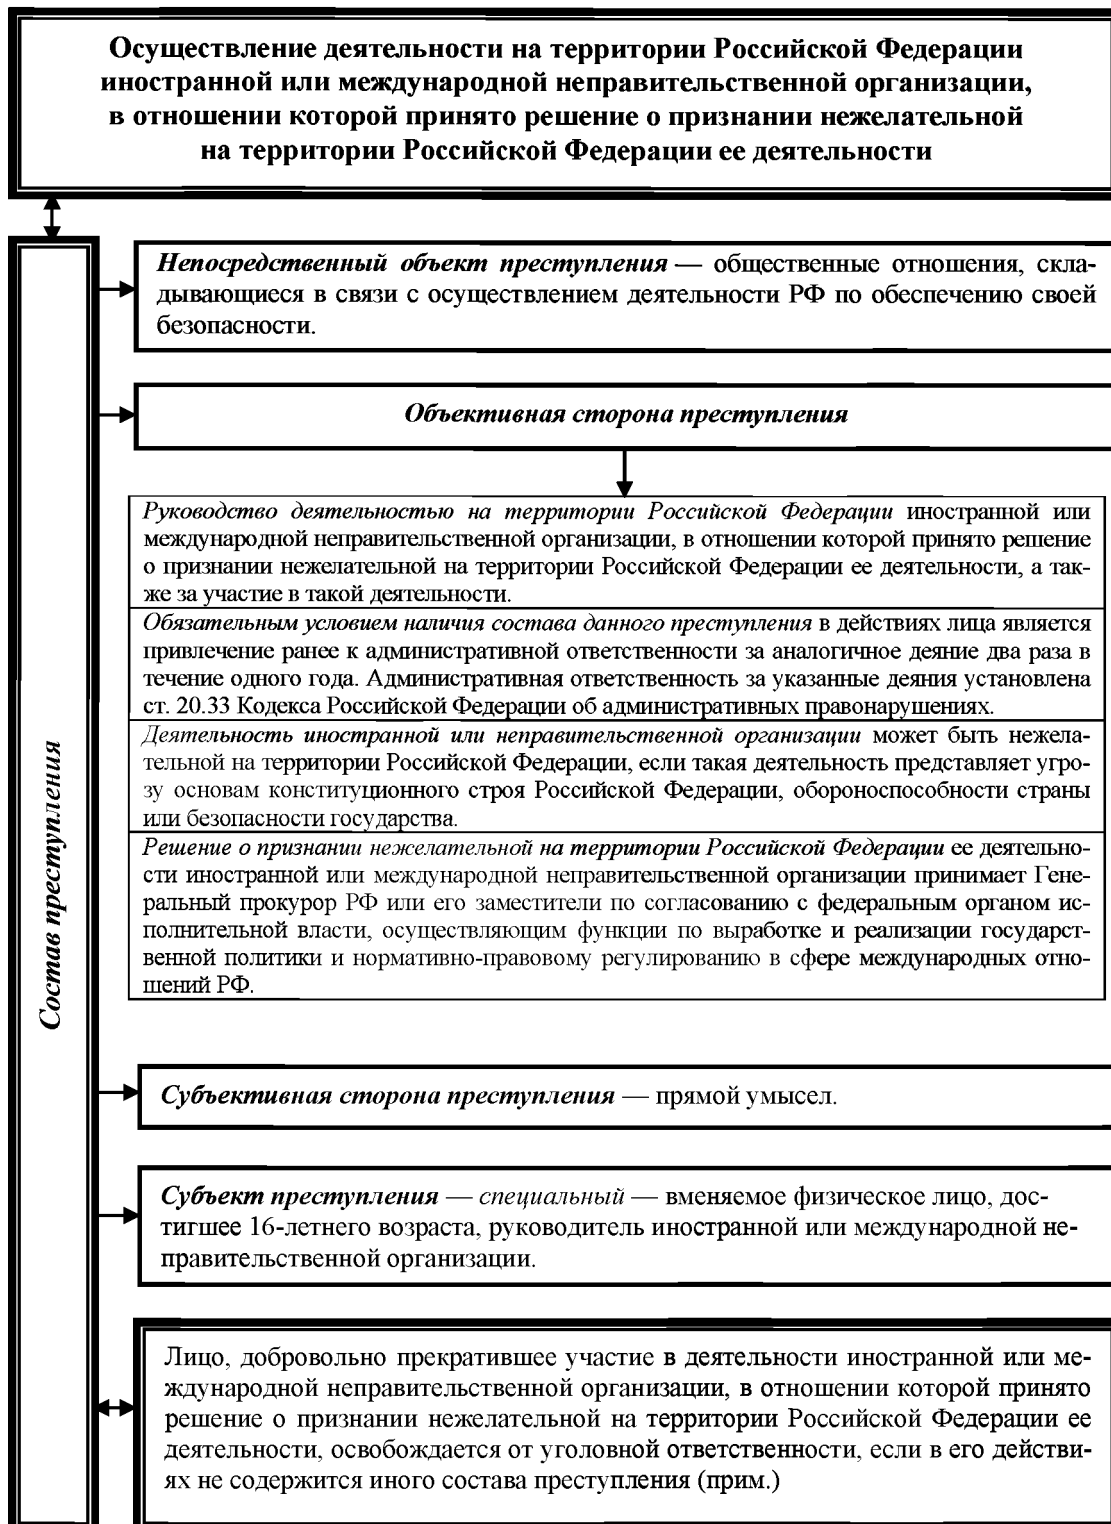 Осуществление деятельности на территории Российской Федерации
иностранной или международной неправительственной организации,
в отношении которой принято решение о признании нежелательной
на территории Российской Федерации ее деятельности
Состав преступления
Непосредственный объект преступления — общественные отношения, скла-
дывающиеся в связи с осуществлением деятельности РФ по обеспечению своей
безопасности.
Объективная сторона преступления
Руководство деятельностью на территории Российской Федерации иностранной или
международной неправительственной организации, в отношении которой принято решение
о признании нежелательной на территории Российской Федерации ее деятельности, а так-
же за участие в такой деятельности.
Обязательным условием наличия состава данного преступления в действиях лица является
привлечение ранее к административной ответственности за аналогичное деяние два раза в
течение одного года. Административная ответственность за указанные деяния установлена
ст. 20.33 Кодекса Российской Федерации об административных правонарушениях.
Деятельность иностранной или неправительственной организации может быть нежела-
тельной на территории Российской Федерации, если такая деятельность представляет угро-
зу основам конституционного строя Российской Федерации, обороноспособности страны
или безопасности государства.
Решение о признании нежелательной на территории Российской Федерации ее деятельно-
сти иностранной или международной неправительственной организации принимает Гене-
ральный прокурор РФ или его заместители по согласованию с федеральным органом ис-
полнительной власти, осуществляющим функции по выработке и реализации государст-
венной политики и нормативно-правовому регулированию в сфере международных отно-
шений РФ.
Субъективная сторона преступления — прямой умысел.
Субъект преступления — специальный — вменяемое физическое лицо, дос-
тигшее 16-летнего возраста, руководитель иностранной или международной не-
правительственной организации.
Лицо, добровольно прекратившее участие в деятельности иностранной или ме-
ждународной неправительственной организации, в отношении которой принято
решение о признании нежелательной на территории Российской Федерации ее
деятельности, освобождается от уголовной ответственности, если в его действи-
ях не содержится иного состава преступления (прим.)